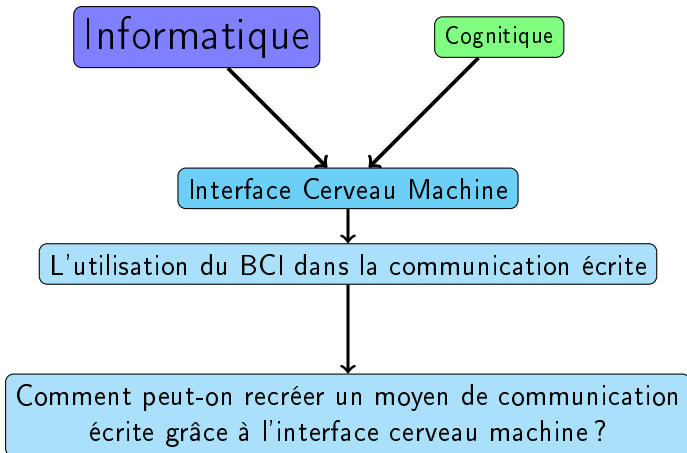 Informatique
Cognitique
Interface Cerveau Machine
L'utilisation du BCI dans la communication écrite
Comment peut-on recréer un moyen de communication
écrite grâce à l'interface cerveau machine ?